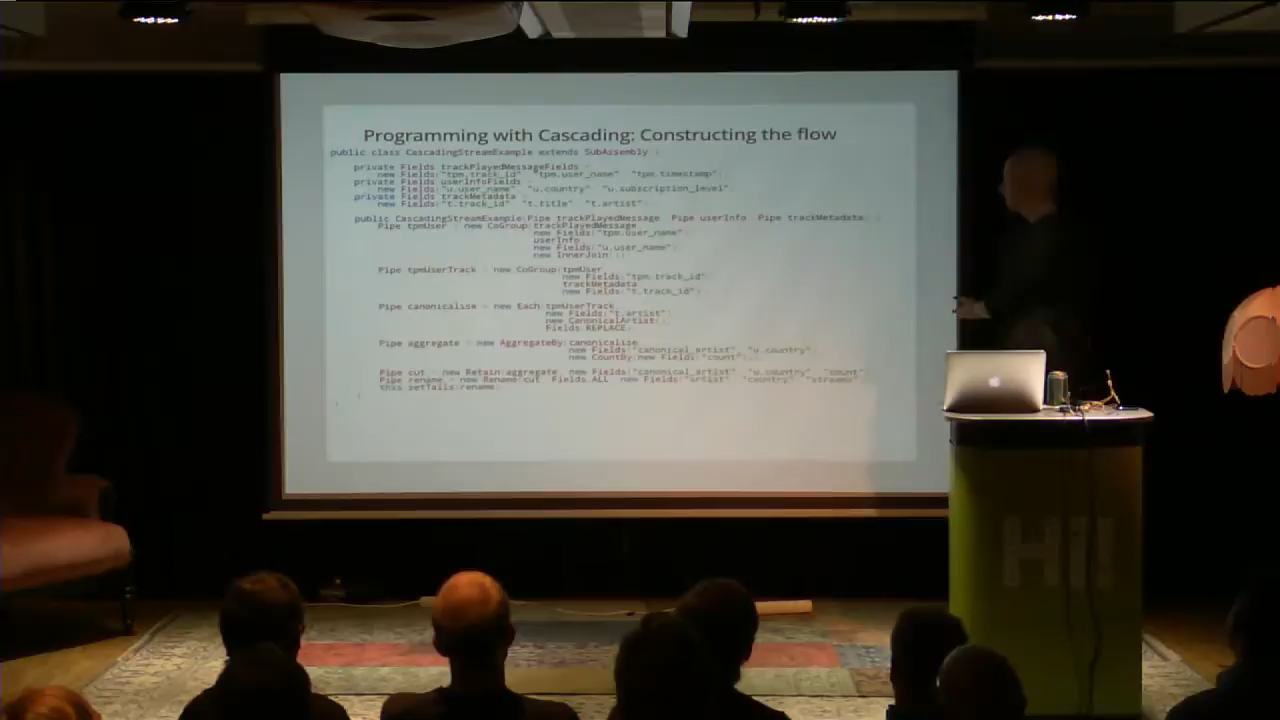 Programming with Cascading: Constructing the flow
public class CascadingStreamExample extends SubAssembly {
private Fields trackPlayedMessageFields =
new Fields("tpm.track_id", "tpm.user_name", "tpm.timestamp");
private Fields userInfoFields =
new Fields("u.user_name", "u.country", "u.subscription_level");
private Fields trackMetadata =
new Fields("t.track_id", "t.title", "t.artist");
public CascadingStreamExample(Pipe trackPlayedMessage, Pipe userInfo, Pipe trackMetadata) {
Pipe tpmUser = new CoGroup(trackPlayedMessage,
new Fields("tpm.user_name"),
userInfo,
new Fields("u.user_name"),
new InnerJoin());
Pipe tpmUserTrack = new CoGroup(tpmUser,
new Fields("tpm.track_id"),
trackMetadata,
new Fields("t.track_id"));
Pipe canonicalise = new Each(tpmUserTrack,
new Fields("t.artist"),
new CanonicalArtist(),
Fields.REPLACE);
Pipe aggregate = new AggregateBy(canonicalise,
new Fields("canonical_artist", "u.country"),
new CountBy(new Fields("count")));
Pipe cut = new Retain(aggregate, new Fields("canonical_artist", "u.country", "count"));
Pipe rename = new Rename(cut, Fields.ALL, new Fields("artist", "country", "streams"));
this.setTails(rename);
}
}
HI!